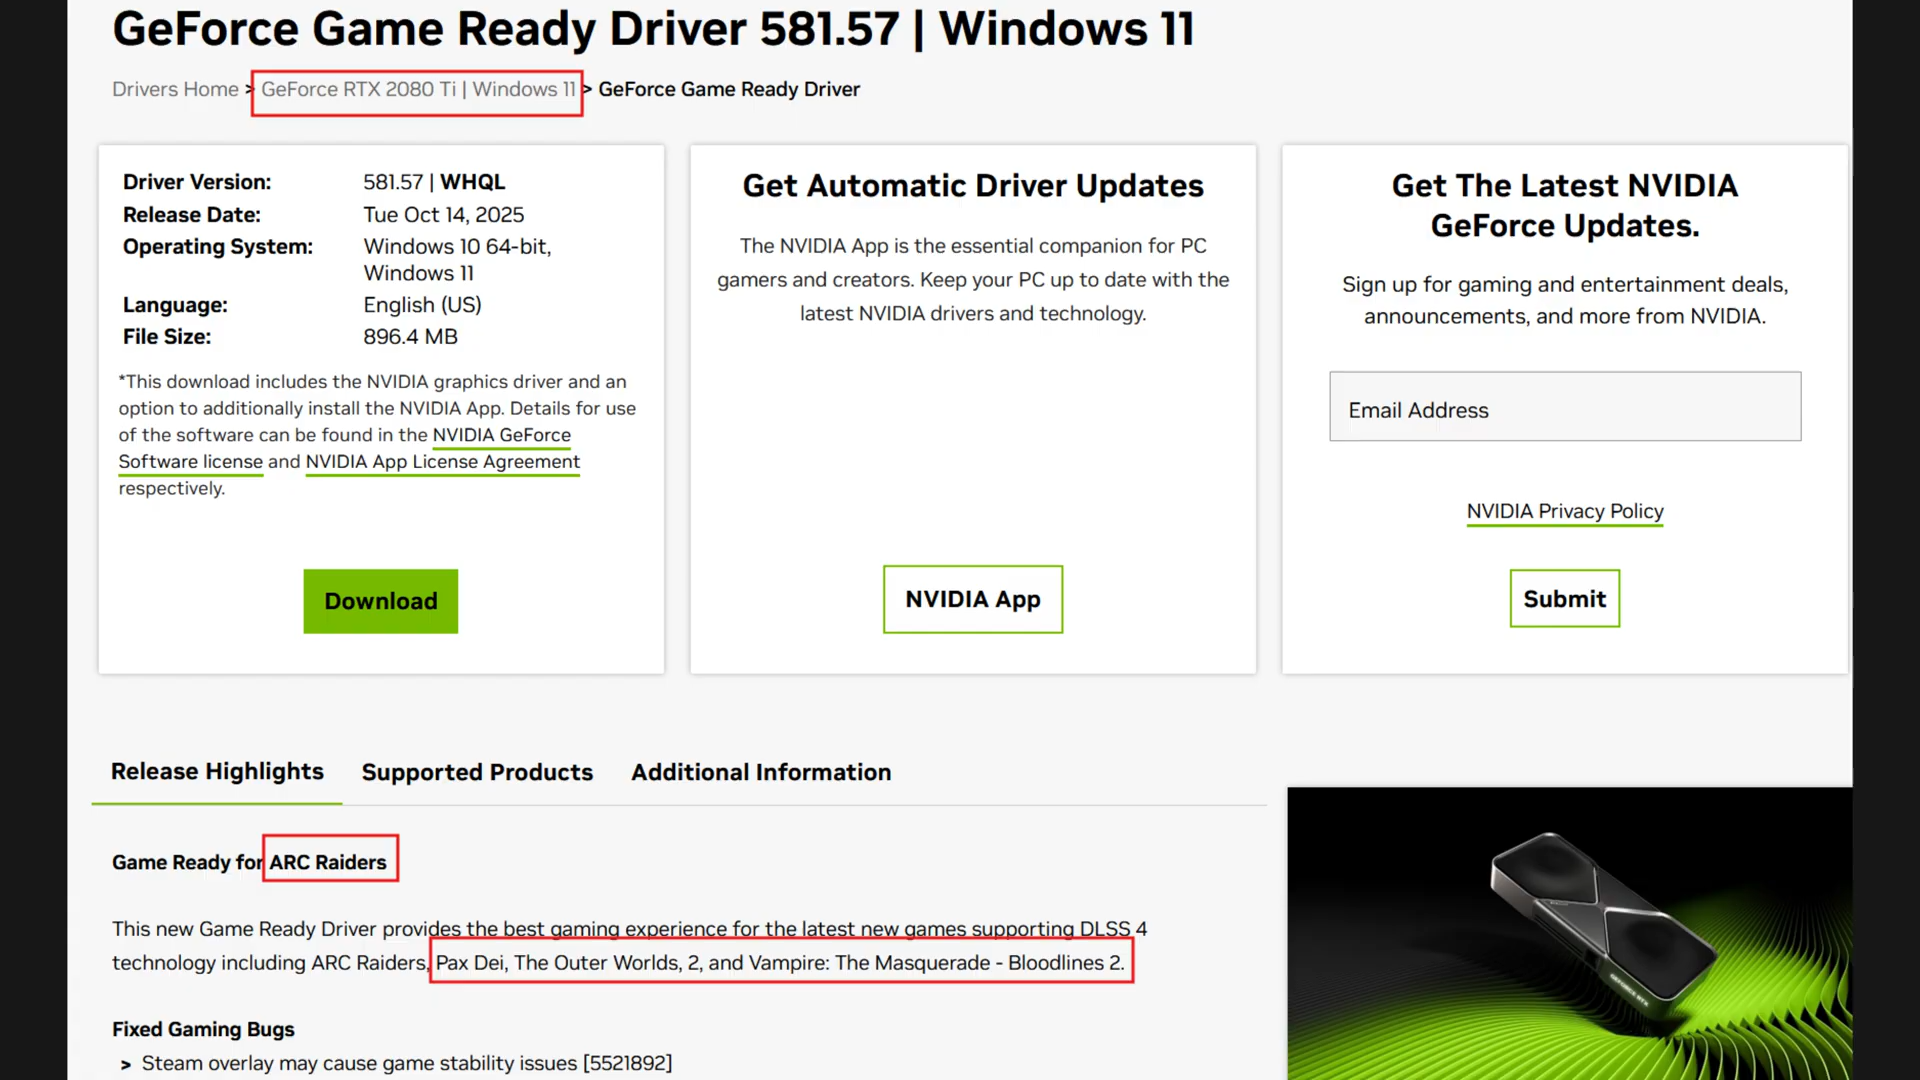 GeForce Game Ready Driver 581.57 | Windows 11
Drivers Home > GeForce RTX 2080 Ti | Windows 11 > GeForce Game Ready Driver
Driver Version: 581.57 | WHQL
Release Date: Tue Oct 14, 2025
Operating System: Windows 10 64-bit,
Windows 11
Language: English (US)
File Size: 896.4 MB
*This download includes the NVIDIA graphics driver and an
option to additionally install the NVIDIA App. Details for use
of the software can be found in the NVIDIA GeForce
Software license and NVIDIA App License Agreement
respectively.
Download
Get Automatic Driver Updates
The NVIDIA App is the essential companion for PC
gamers and creators. Keep your PC up to date with the
latest NVIDIA drivers and technology.
NVIDIA App
Get The Latest NVIDIA
GeForce Updates.
Sign up for gaming and entertainment deals,
announcements, and more from NVIDIA.
Email Address
NVIDIA Privacy Policy
Submit
Release Highlights
Supported Products
Additional Information
Game Ready for ARC Raiders
This new Game Ready Driver provides the best gaming experience for the latest new games supporting DLSS 4
technology including ARC Raiders, Pax Dei, The Outer Worlds, 2, and Vampire: The Masquerade - Bloodlines 2.
Fixed Gaming Bugs
> Steam overlay may cause game stability issues [5521892]
GEFORCE RTX